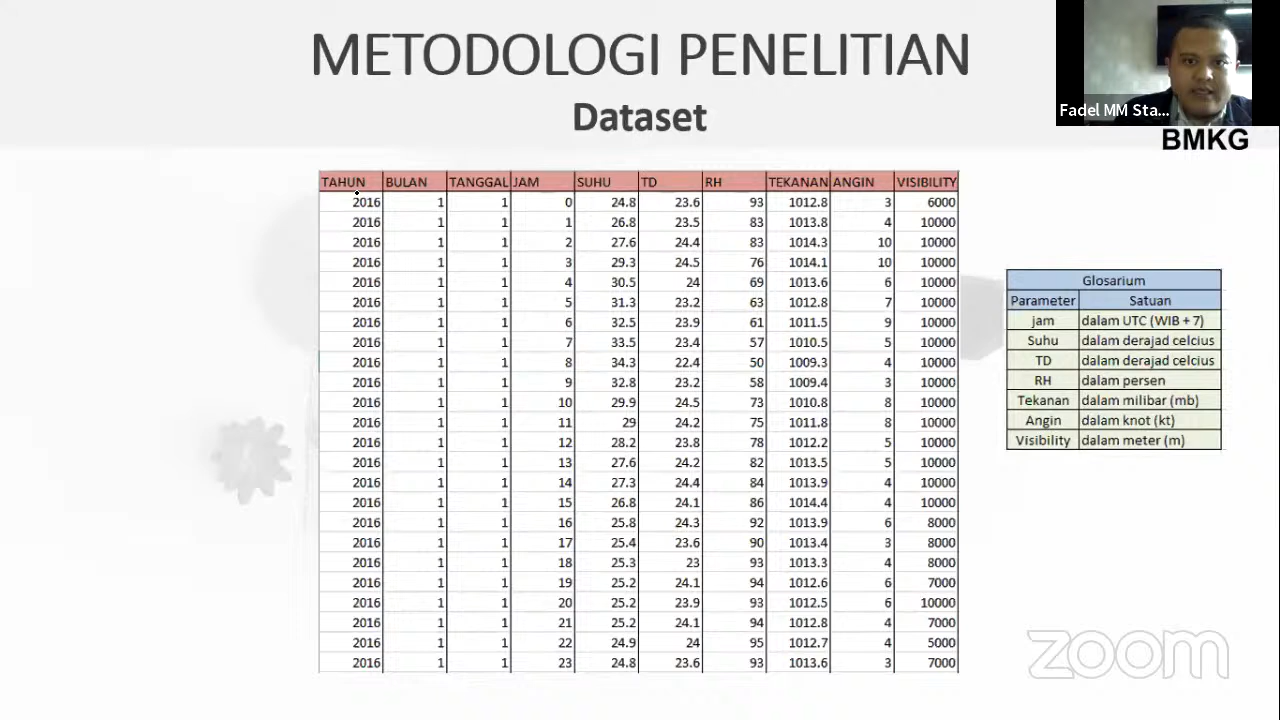 METODOLOGI PENELITIAN
Dataset
Fadel MM Sta...
BMKG
TAHUN BULAN TANGGAL JAM SUHU TD RH TEKANAN ANGIN VISIBILITY
2016 1 1 0 24.8 23.6 93 1012.8 3 6000
2016 1 1 1 26.8 23.5 83 1013.8 4 10000
2016 1 1 2 27.6 24.4 83 1014.3 10 10000
2016 1 1 3 29.3 24.5 76 1014.1 10 10000
2016 1 1 4 30.5 24 69 1013.6 6 10000
2016 1 1 5 31.3 23.2 63 1012.8 7 10000
2016 1 1 6 32.5 23.9 61 1011.5 9 10000
2016 1 1 7 33.5 23.4 57 1010.5 5 10000
2016 1 1 8 34.3 22.4 50 1009.3 4 10000
2016 1 1 9 32.8 23.2 58 1009.4 3 10000
2016 1 1 10 29.9 24.5 73 1010.8 8 10000
2016 1 1 11 29 24.2 75 1011.8 8 10000
2016 1 1 12 28.2 23.8 78 1012.2 5 10000
2016 1 1 13 27.6 24.2 82 1013.5 5 10000
2016 1 1 14 27.3 24.4 84 1013.9 4 10000
2016 1 1 15 26.8 24.1 86 1014.4 4 10000
2016 1 1 16 25.8 24.3 92 1013.9 6 8000
2016 1 1 17 25.4 23.6 90 1013.4 3 8000
2016 1 1 18 25.3 23 93 1013.3 4 8000
2016 1 1 19 25.2 24.1 94 1012.6 6 7000
2016 1 1 20 25.2 23.9 93 1012.5 6 10000
2016 1 1 21 25.2 24.1 94 1012.8 4 7000
2016 1 1 22 24.9 24 95 1012.7 4 5000
2016 1 1 23 24.8 23.6 93 1013.6 3 7000
Glosarium
Parameter Satuan
jam dalam UTC (WIB + 7)
Suhu dalam derajad celcius
TD dalam derajad celcius
RH dalam persen
Tekanan dalam milibar (mb)
Angin dalam knot (kt)
Visibility dalam meter (m)
zoom